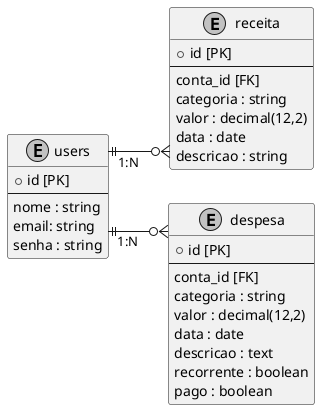 E receita
id [PK]
conta_id [FK]
categoria : string
valor : decimal(12,2)
data : date
descricao : string
E users
id [PK]
nome : string
email: string
senha : string
1:N
1:N
E despesa
id [PK]
conta_id [FK]
categoria : string
valor : decimal(12,2)
data : date
descricao : text
recorrente : boolean
pago : boolean